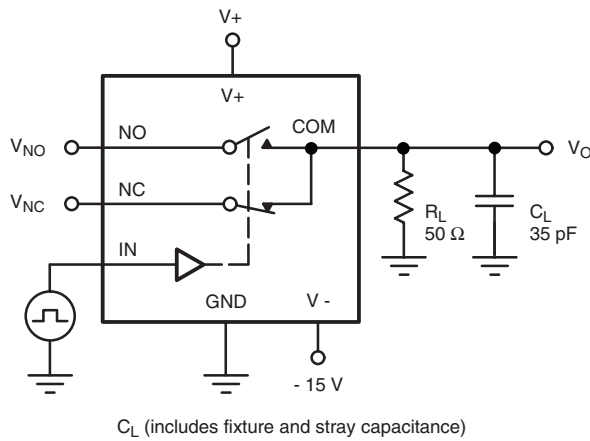 V+
V+
NO
COM
V_NO
V_O
NC
V_NC
R_L
50 Ω
C_L
35 pF
IN
GND
V -
- 15 V
C_L (includes fixture and stray capacitance)